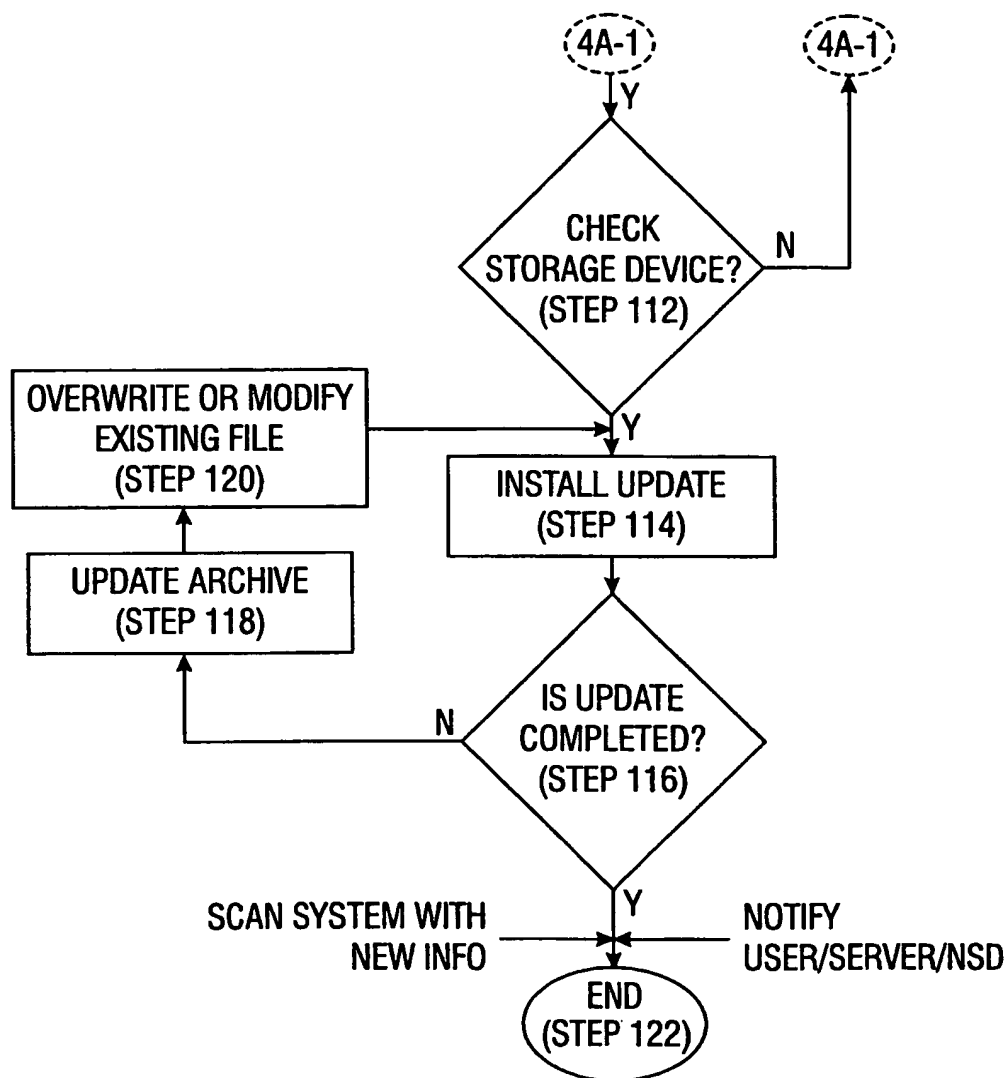 4A-1
4A-1
Y
CHECK
STORAGE DEVICE?
(STEP 112)
N
OVERWRITE OR MODIFY
EXISTING FILE
(STEP 120)
Y
INSTALL UPDATE
(STEP 114)
UPDATE ARCHIVE
(STEP 118)
IS UPDATE
COMPLETED?
(STEP 116)
N
Y
SCAN SYSTEM WITH
NEW INFO
NOTIFY
USER/SERVER/NSD
END
(STEP 122)